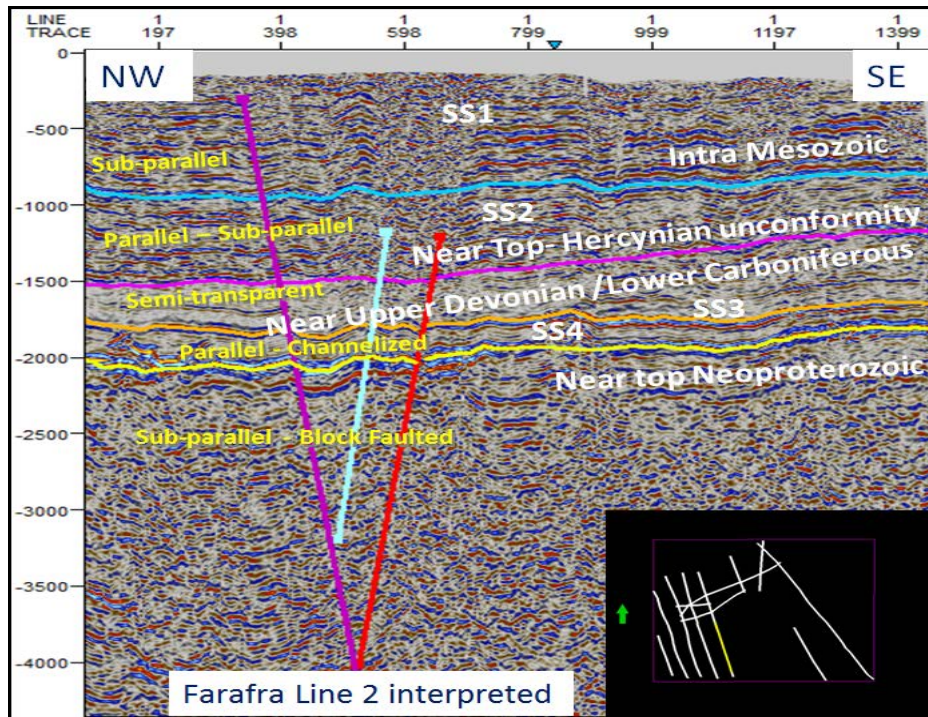 LINE 1 1 1 1 1 1 1
TRACE 197 398 598 799 999 1197 1399
0
NW SE
SS1
-500
Intra Mesozoic
Sub-parallel
-1000
SS2
Parallel – Sub-parallel
Near Top- Hercynian unconformity
-1500
Semi-transparent
Near Upper Devonian /Lower Carboniferous
SS3
SS4
Parallel - Channelized
-2000
Near top Neoproterozoic
-2500
Sub-parallel - Block Faulted
-3000
-3500
-4000
Farafra Line 2 interpreted